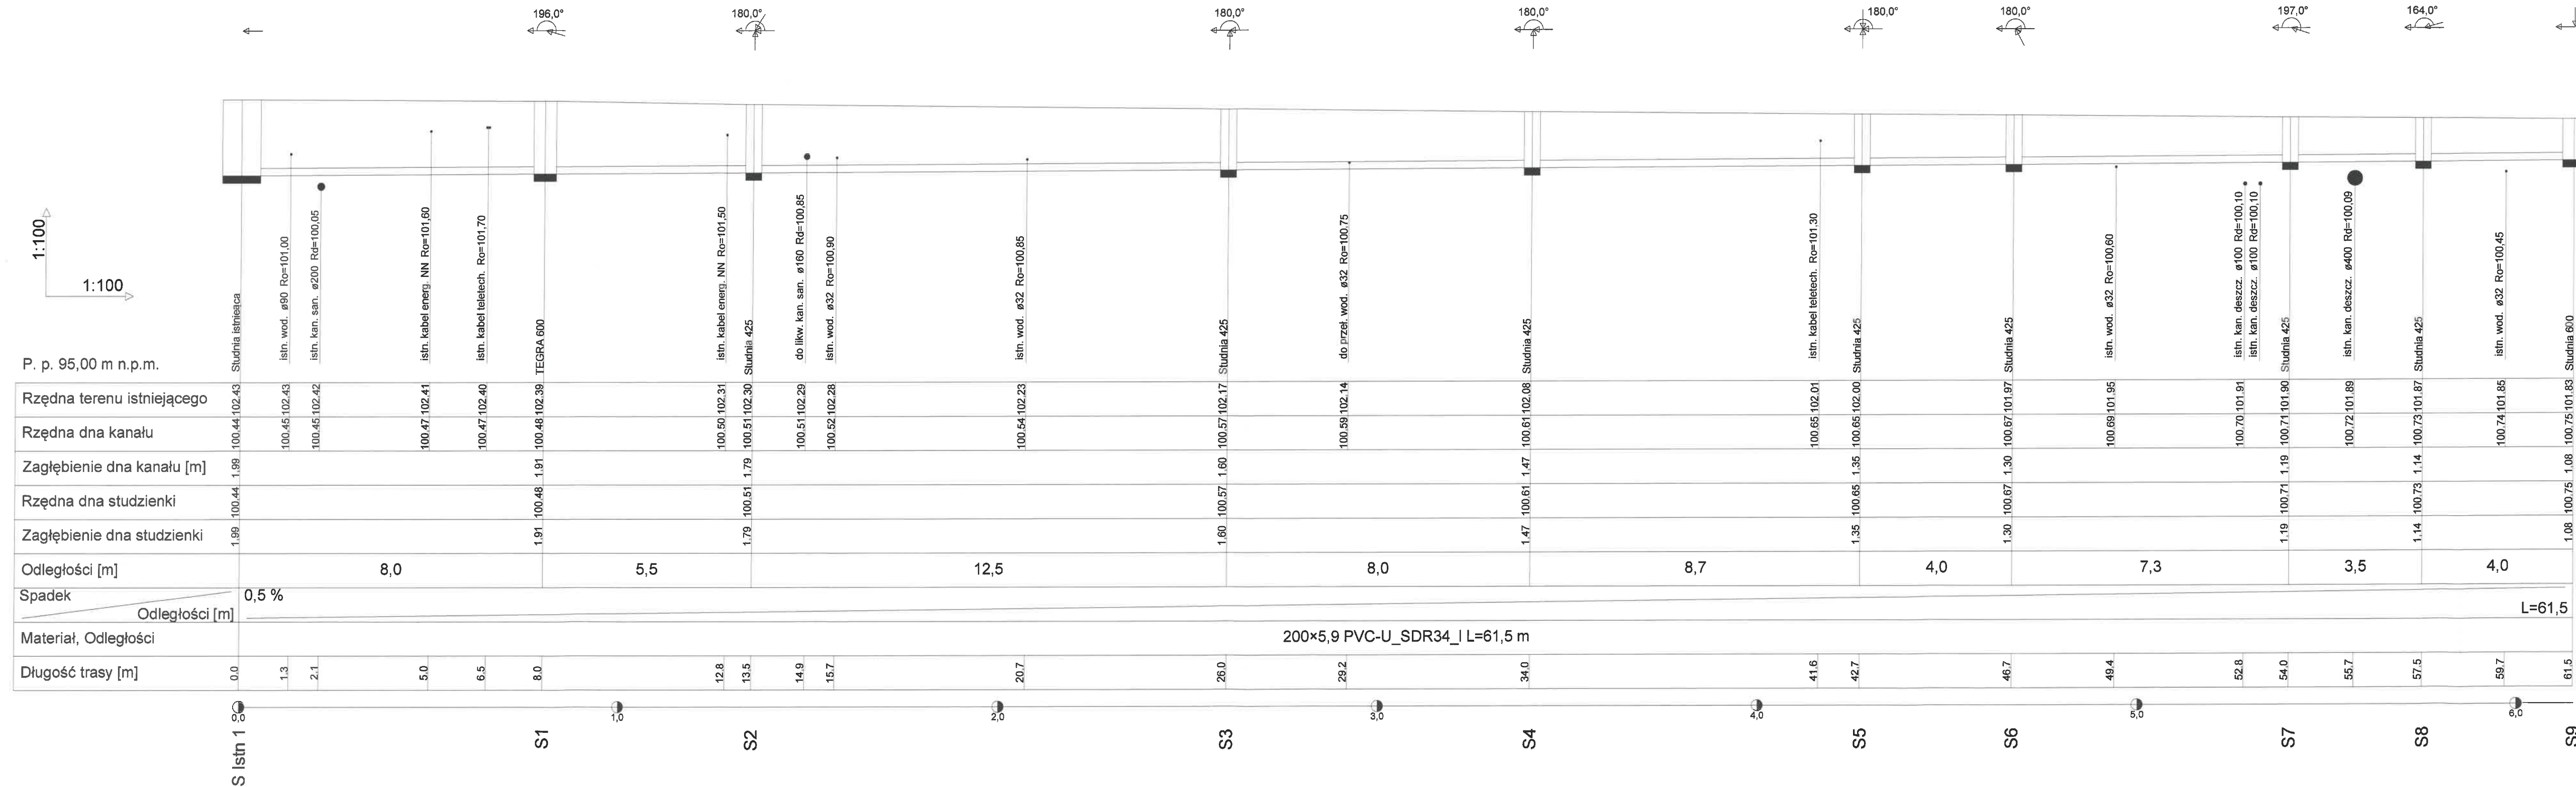 196,0° 180,0° 180,0° 180,0° 180,0° 180,0° 197,0° 164,0°
1:100
1:100
Studnia istniejąca
istn. wod. ø90 Ro=101,00
istn. kan. san. ø200 Rd=100,05
istn. kabel energ. NN Ro=101,60
istn. kabel teletech. Ro=101,70
TEGRA 600
istn. kabel energ. NN Ro=101,50
Studnia 425
do likw. kan. san. ø160 Rd=100,85
istn. wod. ø32 Ro=100,90
istn. wod. ø32 Ro=100,85
Studnia 425
do przeł. wod. ø32 Ro=100,75
Studnia 425
istn. kabel teletech. Ro=101,30
Studnia 425
Studnia 425
istn. wod. ø32 Ro=100,60
istn. kan. deszcz. ø100 Rd=100,10
istn. kan. deszcz. ø100 Rd=100,10
Studnia 425
istn. kan. deszcz. ø400 Rd=100,09
Studnia 425
istn. wod. ø32 Ro=100,45
Studnia 600
P. p. 95,00 m n.p.m.
Rzędna terenu istniejącego 102.43 102.43 102.42 102.41 102.40 102.39 102.31 102.30 102.29 102.28 102.23 102.17 102.14 102.08 102.01 102.00 101.97 101.95 101.91 101.90 101.89 101.87 101.85 101.83
Rzędna dna kanału 100.44 100.45 100.45 100.47 100.47 100.48 100.50 100.51 100.51 100.52 100.54 100.57 100.59 100.61 100.65 100.65 100.67 100.69 100.70 100.71 100.72 100.73 100.74 100.75
Zagłębienie dna kanału [m] 1.99 1.91 1.79 1.60 1.47 1.35 1.30 1.19 1.14 1.08
Rzędna dna studzienki 100.44 100.48 100.51 100.57 100.61 100.65 100.67 100.71 100.73 100.75
Zagłębienie dna studzienki 1.99 1.91 1.79 1.60 1.47 1.35 1.30 1.19 1.14 1.08
Odległości [m] 8,0 5,5 12,5 8,0 8,7 4,0 7,3 3,5 4,0
Spadek 0,5 %
Odległości [m] L=61,5
Materiał, Odległości 200×5,9 PVC-U_SDR34_l L=61,5 m
Długość trasy [m] 0.0 1.3 2.1 5.0 6.5 8.0 12.8 13.5 14.9 15.7 20.7 26.0 29.2 34.0 41.6 42.7 46.7 49.4 52.8 54.0 55.7 57.5 59.7 61.5
0,0 1,0 2,0 3,0 4,0 5,0 6,0
S Istn 1 S1 S2 S3 S4 S5 S6 S7 S8 S9